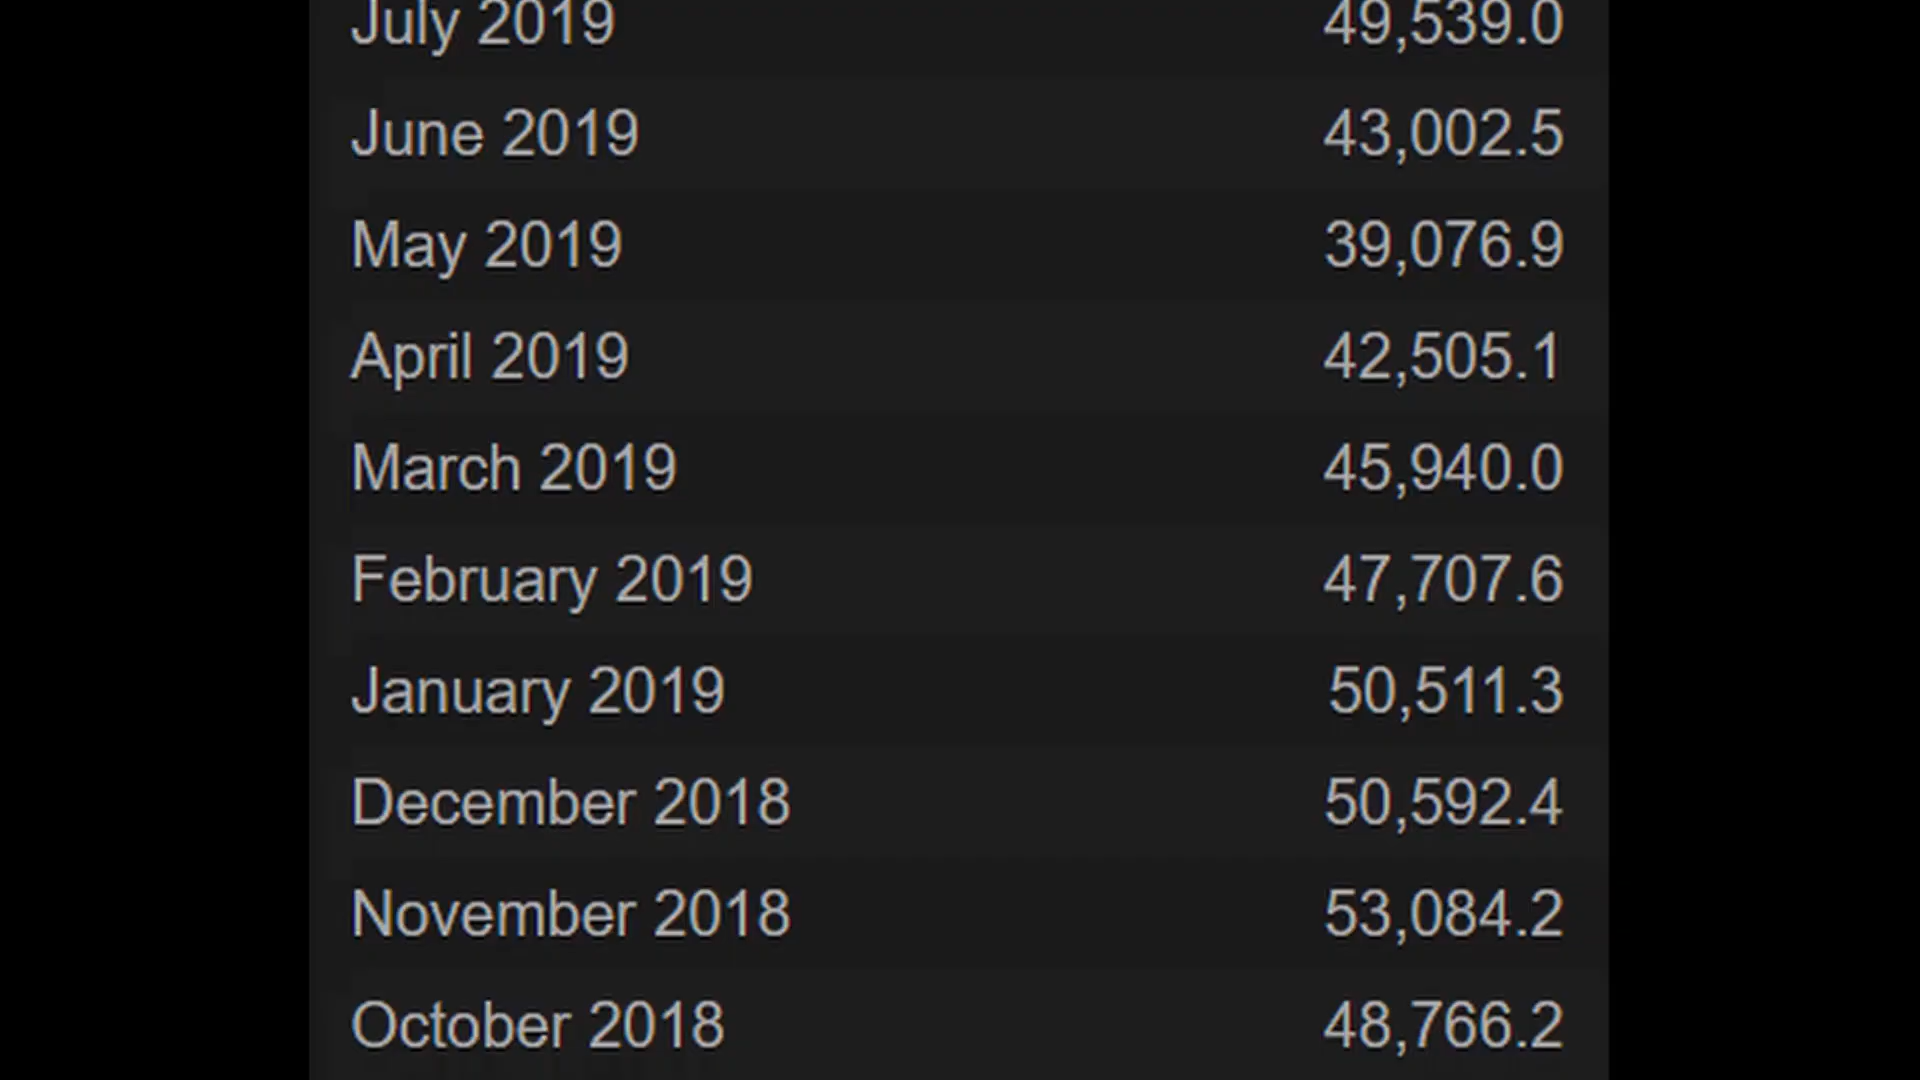 July 2019 49,539.0
June 2019 43,002.5
May 2019 39,076.9
April 2019 42,505.1
March 2019 45,940.0
February 2019 47,707.6
January 2019 50,511.3
December 2018 50,592.4
November 2018 53,084.2
October 2018 48,766.2